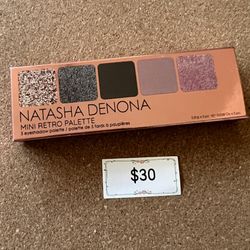 NATASHA DENONA
MINI RETRO PALETTE
5 eyeshadow palette / palette de 5 fards à paupières
$30